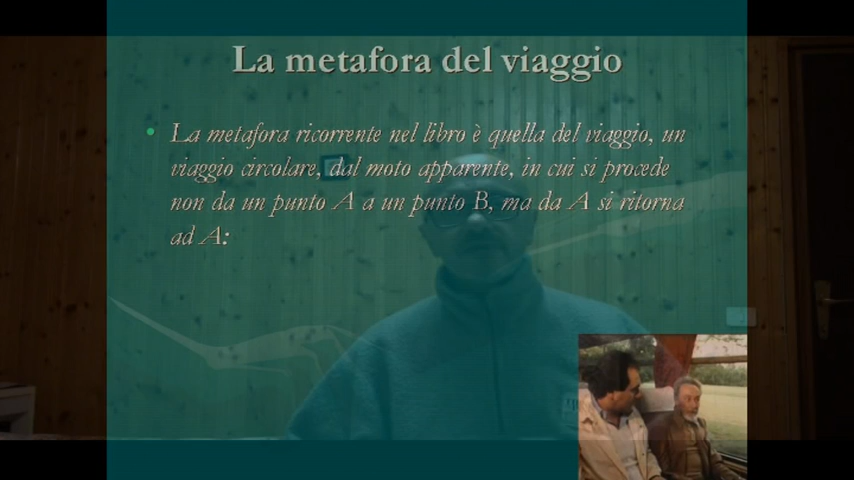 La metafora del viaggio
• La metafora ricorrente nel libro è quella del viaggio, un
viaggio circolare, dal moto apparente, in cui si procede
non da un punto A a un punto B, ma da A si ritorna
ad A: